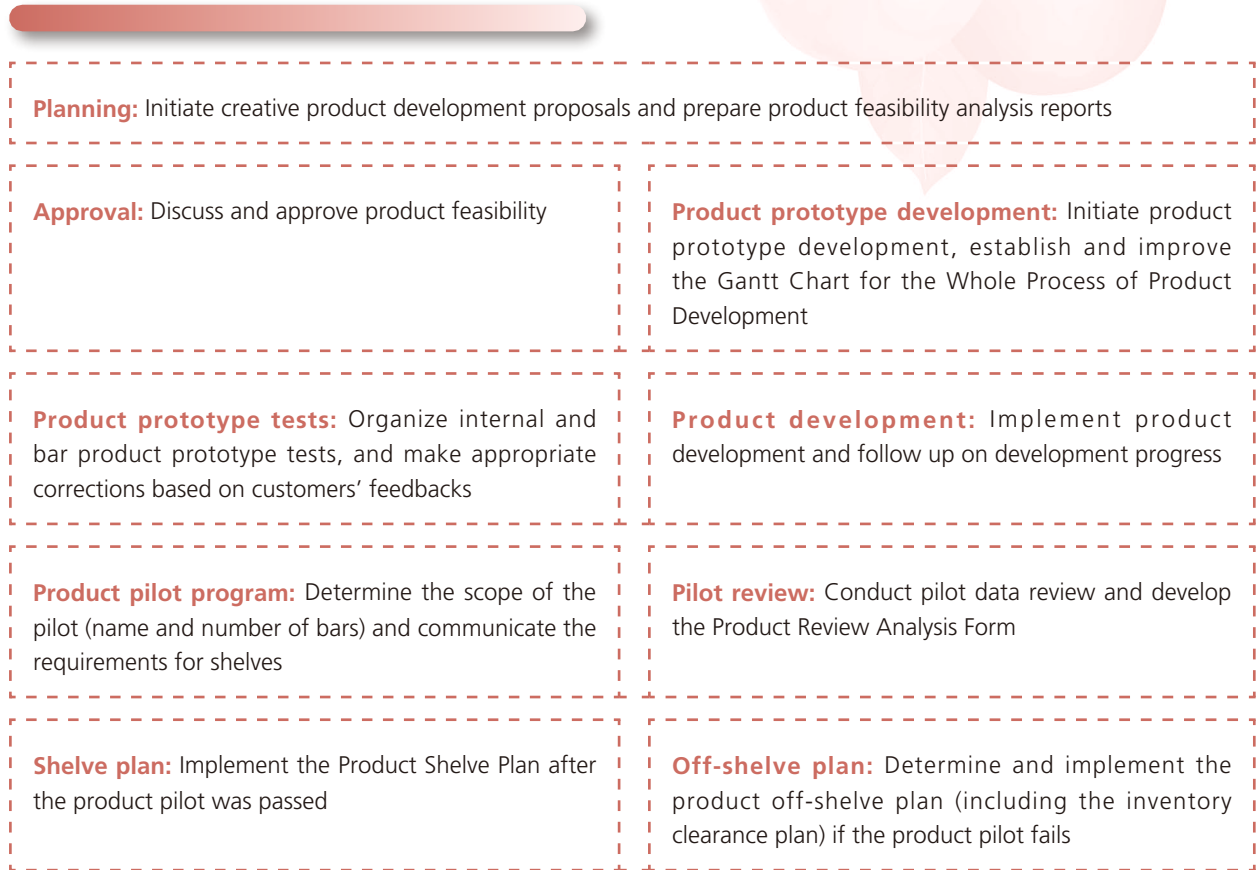 Planning: Initiate creative product development proposals and prepare product feasibility analysis reports
Approval: Discuss and approve product feasibility
Product prototype development: Initiate product
prototype development, establish and improve
the Gantt Chart for the Whole Process of Product
Development
Product prototype tests: Organize internal and
bar product prototype tests, and make appropriate
corrections based on customers' feedbacks
Product development: Implement product
development and follow up on development progress
Product pilot program: Determine the scope of the
pilot (name and number of bars) and communicate the
requirements for shelves
Pilot review: Conduct pilot data review and develop
the Product Review Analysis Form
Shelve plan: Implement the Product Shelve Plan after
the product pilot was passed
Off-shelve plan: Determine and implement the
product off-shelve plan (including the inventory
clearance plan) if the product pilot fails